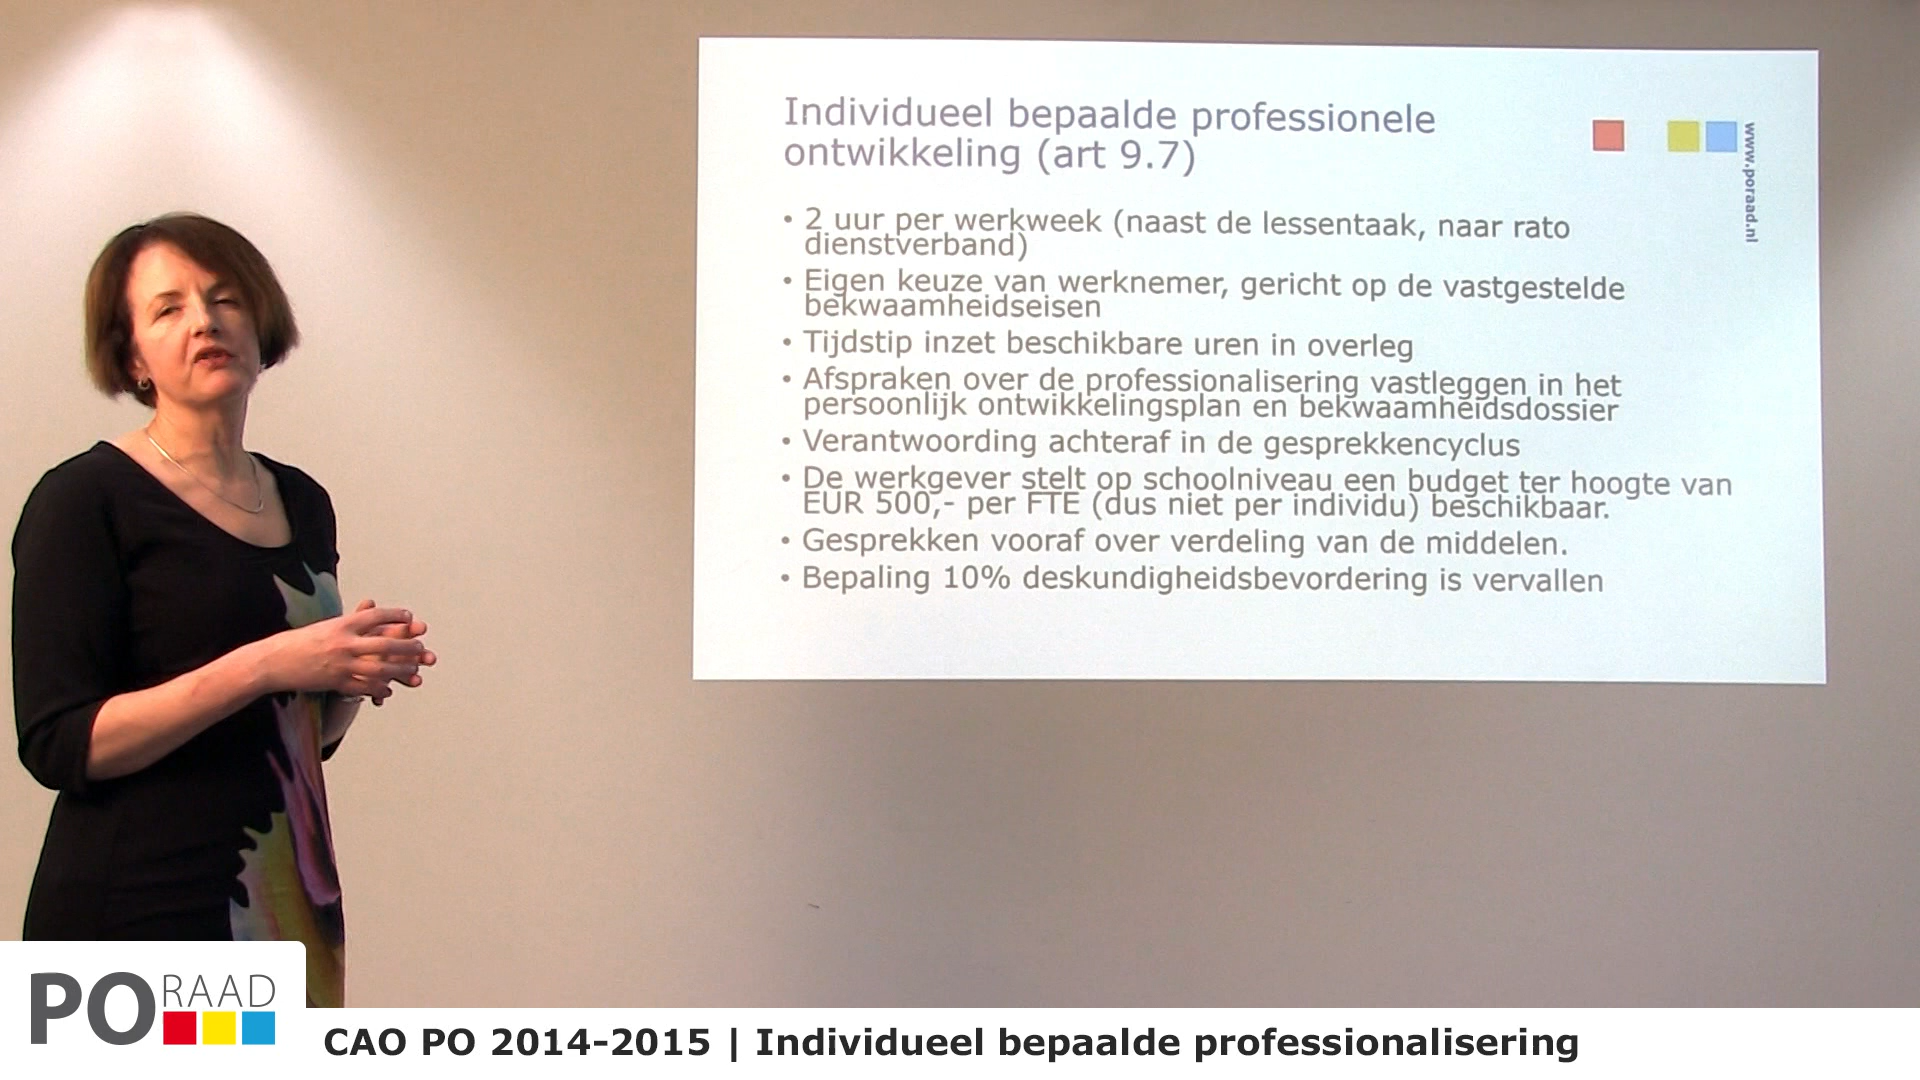 Individueel bepaalde professionele
ontwikkeling (art 9.7)
www.poraad.nl
• 2 uur per werkweek (naast de lessentaak, naar rato
dienstverband)
• Eigen keuze van werknemer, gericht op de vastgestelde
bekwaamheidseisen
• Tijdstip inzet beschikbare uren in overleg
• Afspraken over de professionalisering vastleggen in het
persoonlijk ontwikkelingsplan en bekwaamheidsdossier
• Verantwoording achteraf in de gesprekkencyclus
• De werkgever stelt op schoolniveau een budget ter hoogte van
EUR 500,- per FTE (dus niet per individu) beschikbaar.
• Gesprekken vooraf over verdeling van de middelen.
• Bepaling 10% deskundigheidsbevordering is vervallen
PO RAAD
CAO PO 2014-2015 | Individueel bepaalde professionalisering